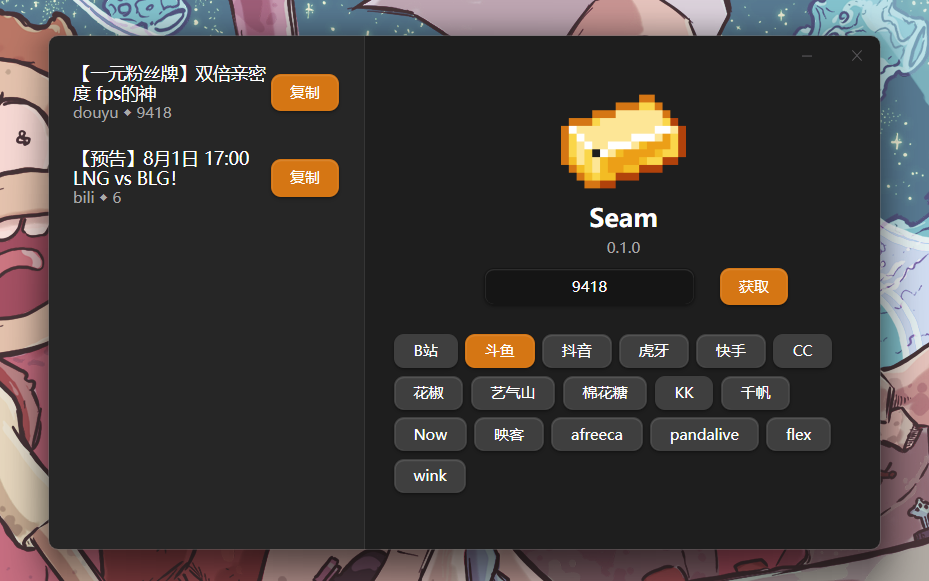 【一元粉丝牌】双倍亲密
度 fps的神
douyu ◆ 9418
复制
【预告】8月1日 17:00
LNG vs BLG!
bili ◆ 6
复制
Seam
0.1.0
9418 获取
B站 斗鱼 抖音 虎牙 快手 CC
花椒 艺气山 棉花糖 KK 千帆
Now 映客 afreeca pandalive flex
wink
&